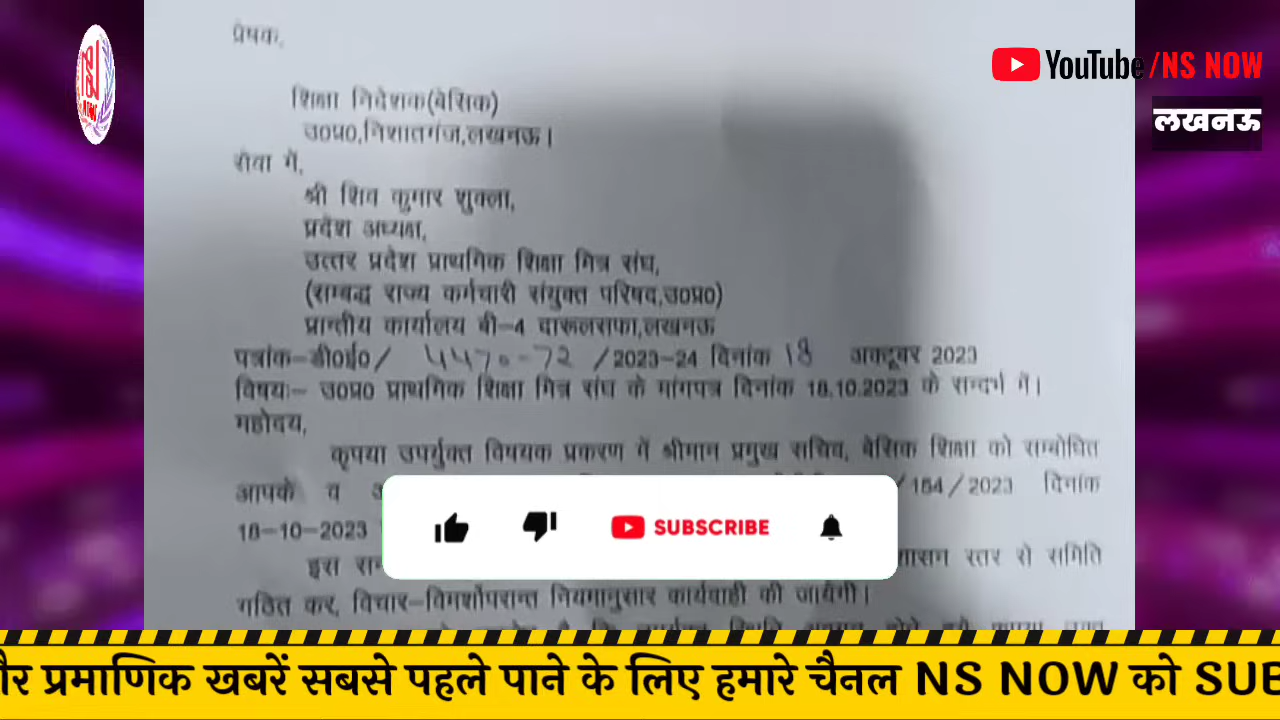 प्रेषक,
शिक्षा निदेशक(बेसिक)
उ0प्र0,निशातगंज,लखनऊ।
सेवा में,
श्री शिव कुमार शुक्ला,
प्रदेश अध्यक्ष,
उत्तर प्रदेश प्राथमिक शिक्षा मित्र संघ,
(सम्बद्ध राज्य कर्मचारी संयुक्त परिषद,उ0प्र0)
प्रान्तीय कार्यालय बी–4 दारूलसफा,लखनऊ
पत्रांक–डी0ई0/ 4470-72 /2023–24 दिनांक 18 अक्टूबर 2023
विषयः– उ0प्र0 प्राथमिक शिक्षा मित्र संघ के मांगपत्र दिनांक 18.10.2023 के सन्दर्भ में।
महोदय,
कृपया उपर्युक्त विषयक प्रकरण में श्रीमान प्रमुख सचिव, बेसिक शिक्षा को सम्बोधित
आपके व /184/2023 दिनांक
18–10–2023
इस स्तर से समिति
गठित कर, विचार–विमर्शोपरान्त नियमानुसार कार्यवाही की जायेगी।
YouTube/NS NOW
लखनऊ
SUBSCRIBE
और प्रमाणिक खबरें सबसे पहले पाने के लिए हमारे चैनल NS NOW को SUB